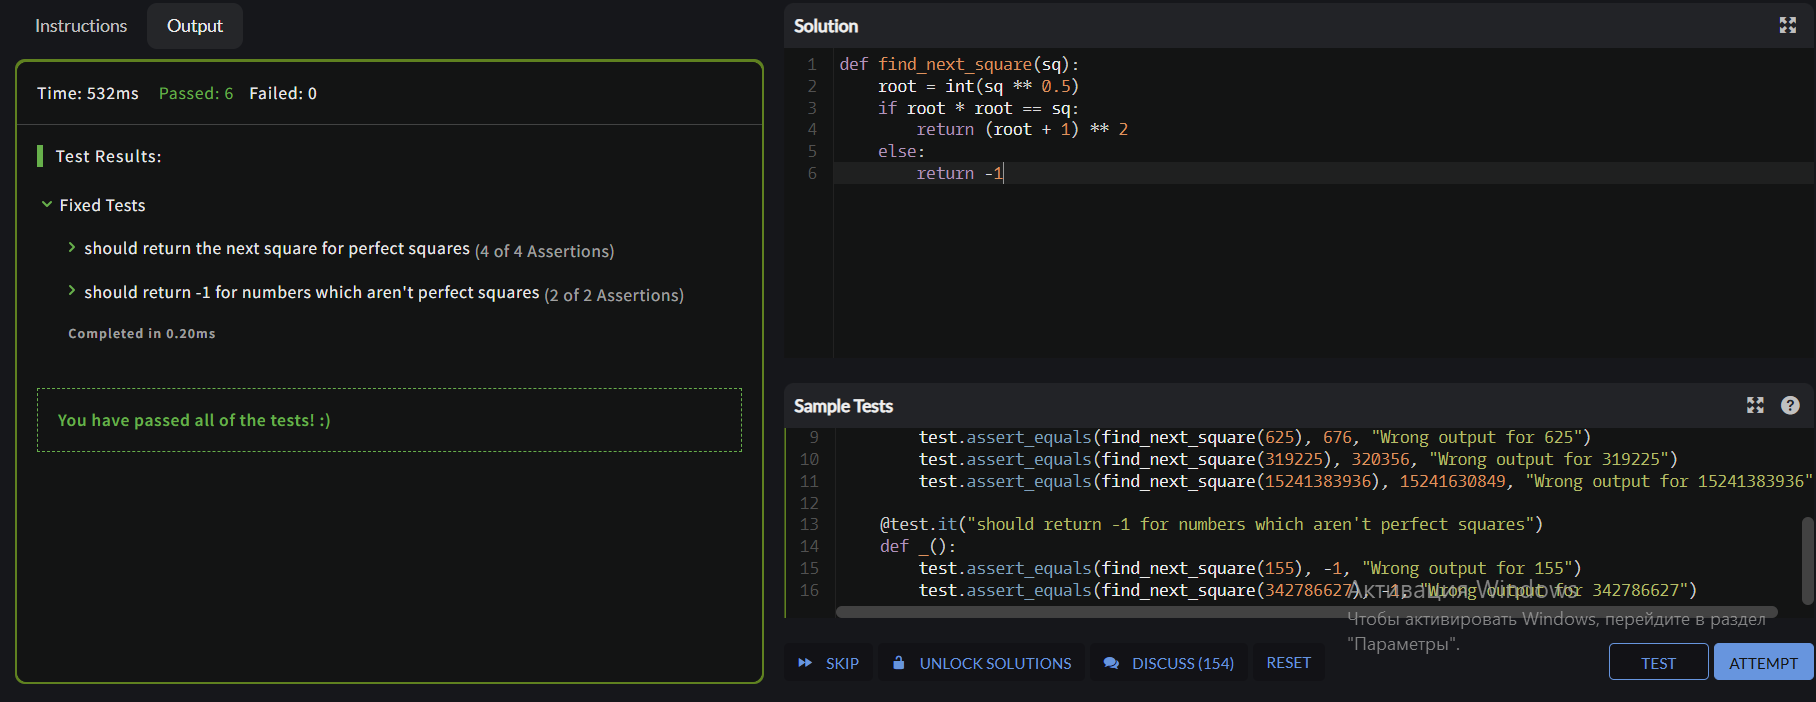 Instructions
Output
Time: 532ms Passed: 6 Failed: 0
Test Results:
Fixed Tests
should return the next square for perfect squares (4 of 4 Assertions)
should return -1 for numbers which aren't perfect squares (2 of 2 Assertions)
Completed in 0.20ms
You have passed all of the tests! :)
Solution
1 def find_next_square(sq):
2     root = int(sq ** 0.5)
3     if root * root == sq:
4         return (root + 1) ** 2
5     else:
6         return -1
Sample Tests
?
9         test.assert_equals(find_next_square(625), 676, "Wrong output for 625")
10         test.assert_equals(find_next_square(319225), 320356, "Wrong output for 319225")
11         test.assert_equals(find_next_square(15241383936), 15241630849, "Wrong output for 15241383936"
12
13     @test.it("should return -1 for numbers which aren't perfect squares")
14     def _():
15         test.assert_equals(find_next_square(155), -1, "Wrong output for 155")
16         test.assert_equals(find_next_square(342786627), -1, "Wrong output for 342786627")
Активация Windows
Чтобы активировать Windows, перейдите в раздел
"Параметры".
SKIP
UNLOCK SOLUTIONS
DISCUSS (154)
RESET
TEST
ATTEMPT